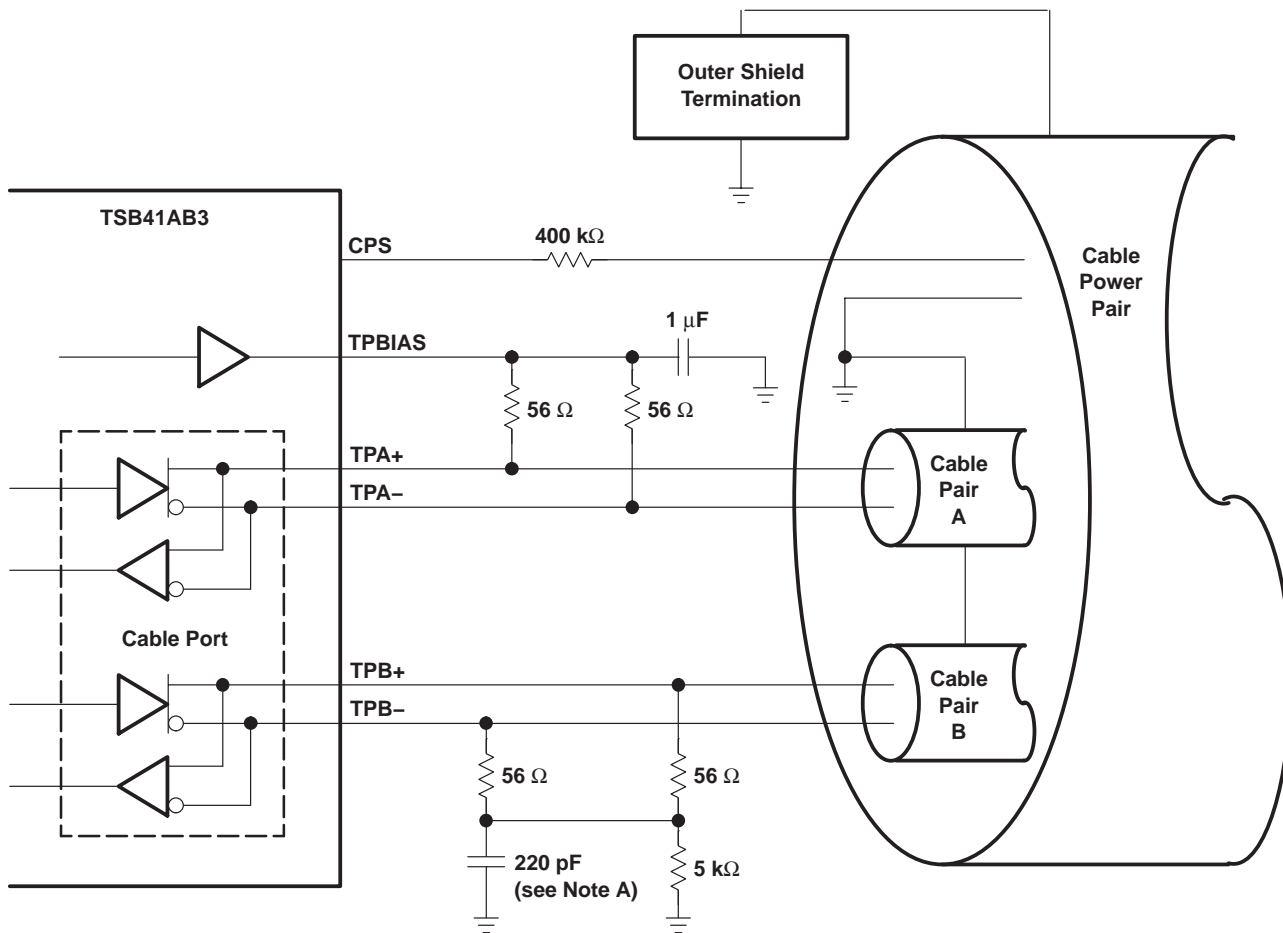 Outer Shield
Termination
TSB41AB3
CPS
400 kΩ
Cable
Power
Pair
1 μF
TPBIAS
56 Ω
56 Ω
TPA+
Cable
Pair
A
TPA–
Cable Port
TPB+
Cable
Pair
B
TPB–
56 Ω
56 Ω
220 pF
(see Note A)
5 kΩ